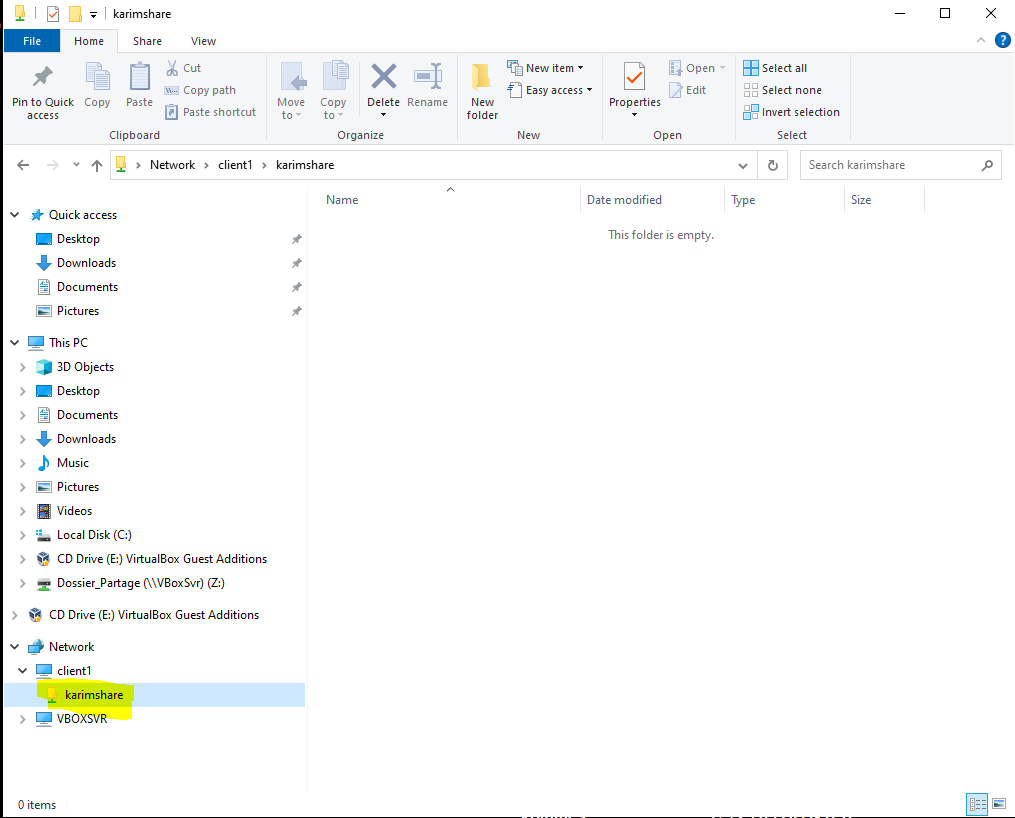 karimshare
File Home Share View
Pin to Quick access
Copy
Paste
Cut
Copy path
Paste shortcut
Clipboard
Move to
Copy to
Delete
Rename
Organize
New folder
New item
Easy access
New
Properties
Open
Edit
Open
Select all
Select none
Invert selection
Select
Network > client1 > karimshare
Search karimshare
Name Date modified Type Size
This folder is empty.
Quick access
Desktop
Downloads
Documents
Pictures
This PC
3D Objects
Desktop
Documents
Downloads
Music
Pictures
Videos
Local Disk (C:)
CD Drive (E:) VirtualBox Guest Additions
Dossier_Partage (\\VBoxSvr) (Z:)
CD Drive (E:) VirtualBox Guest Additions
Network
client1
karimshare
VBOXSVR
0 items